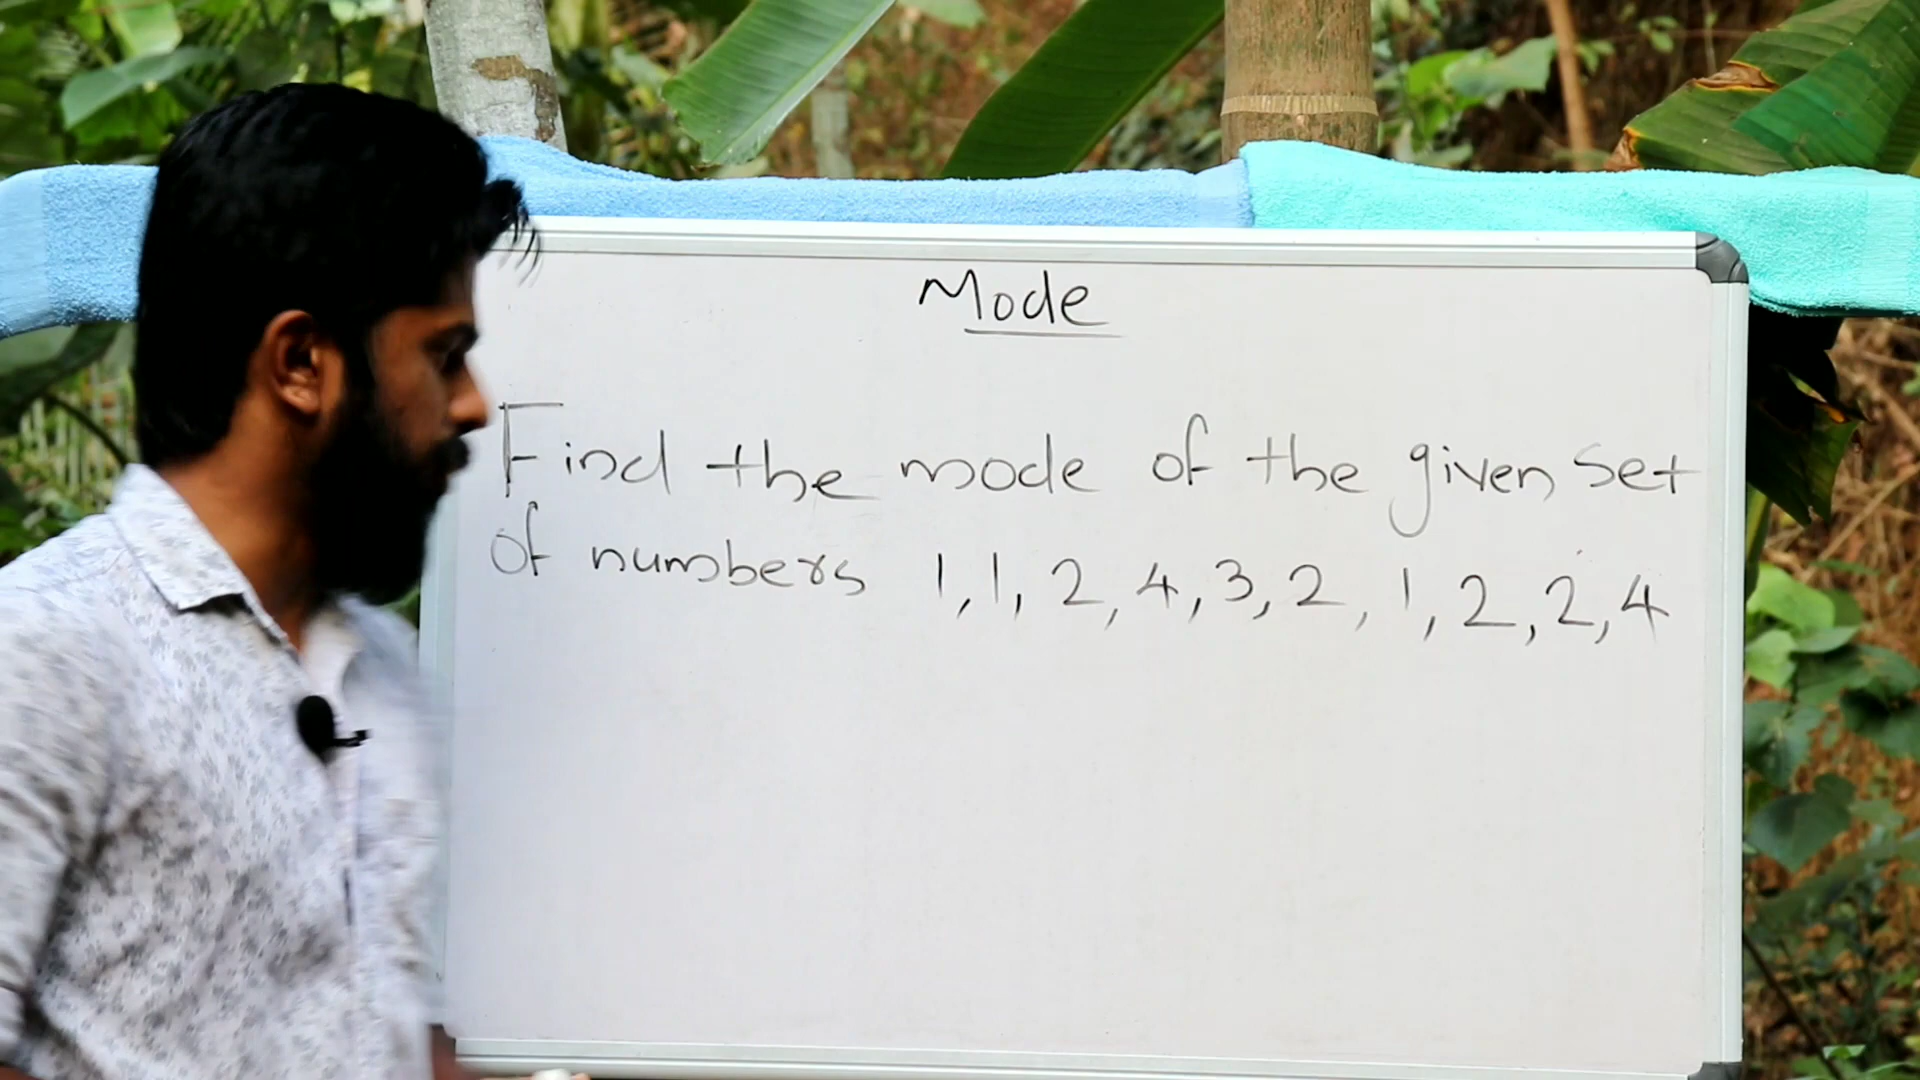 Mode
Find the mode of the given set
of numbers 1,1,2,4,3,2,1,2,2,4